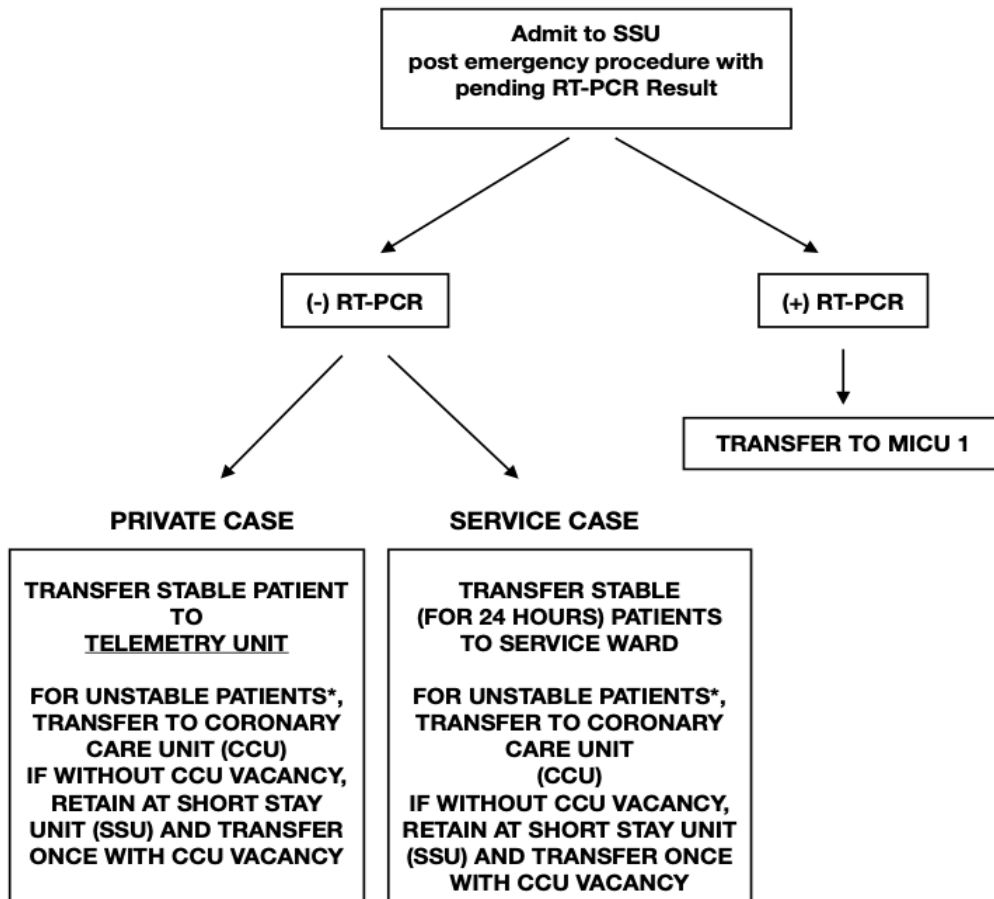 Admit to SSU
post emergency procedure with
pending RT-PCR Result
(-) RT-PCR
(+) RT-PCR
TRANSFER TO MICU 1
PRIVATE CASE
TRANSFER STABLE PATIENT
TO
TELEMETRY UNIT
FOR UNSTABLE PATIENTS*,
TRANSFER TO CORONARY
CARE UNIT (CCU)
IF WITHOUT CCU VACANCY,
RETAIN AT SHORT STAY
UNIT (SSU) AND TRANSFER
ONCE WITH CCU VACANCY
SERVICE CASE
TRANSFER STABLE
(FOR 24 HOURS) PATIENTS
TO SERVICE WARD
FOR UNSTABLE PATIENTS*,
TRANSFER TO CORONARY
CARE UNIT
(CCU)
IF WITHOUT CCU VACANCY,
RETAIN AT SHORT STAY UNIT
(SSU) AND TRANSFER ONCE
WITH CCU VACANCY